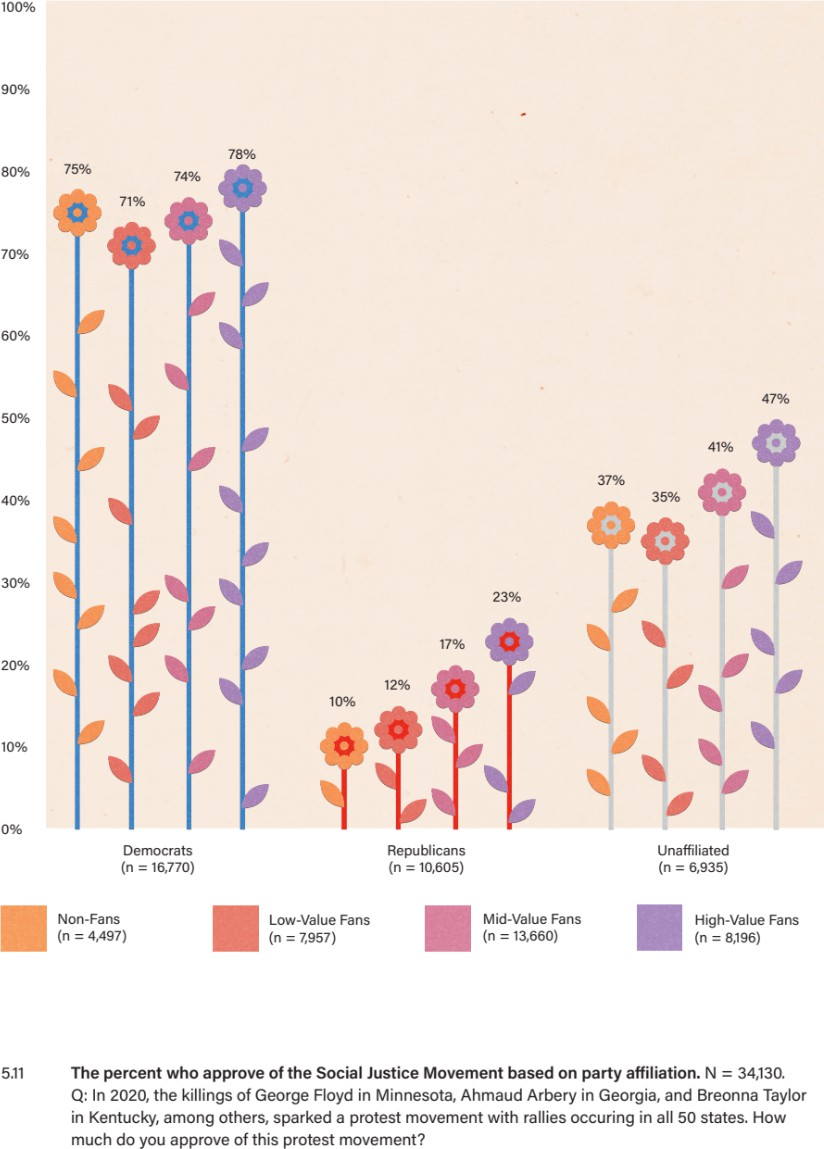 100%
90%
80%
70%
60%
50%
40%
30%
20%
10%
0%
75%
71%
74%
78%
10%
12%
17%
23%
37%
35%
41%
47%
Democrats
(n = 16,770)
Republicans
(n = 10,605)
Unaffiliated
(n = 6,935)
Non-Fans
(n = 4,497)
Low-Value Fans
(n = 7,957)
Mid-Value Fans
(n = 13,660)
High-Value Fans
(n = 8,196)
5.11 The percent who approve of the Social Justice Movement based on party affiliation. N = 34,130.
Q: In 2020, the killings of George Floyd in Minnesota, Ahmaud Arbery in Georgia, and Breonna Taylor
in Kentucky, among others, sparked a protest movement with rallies occuring in all 50 states. How
much do you approve of this protest movement?